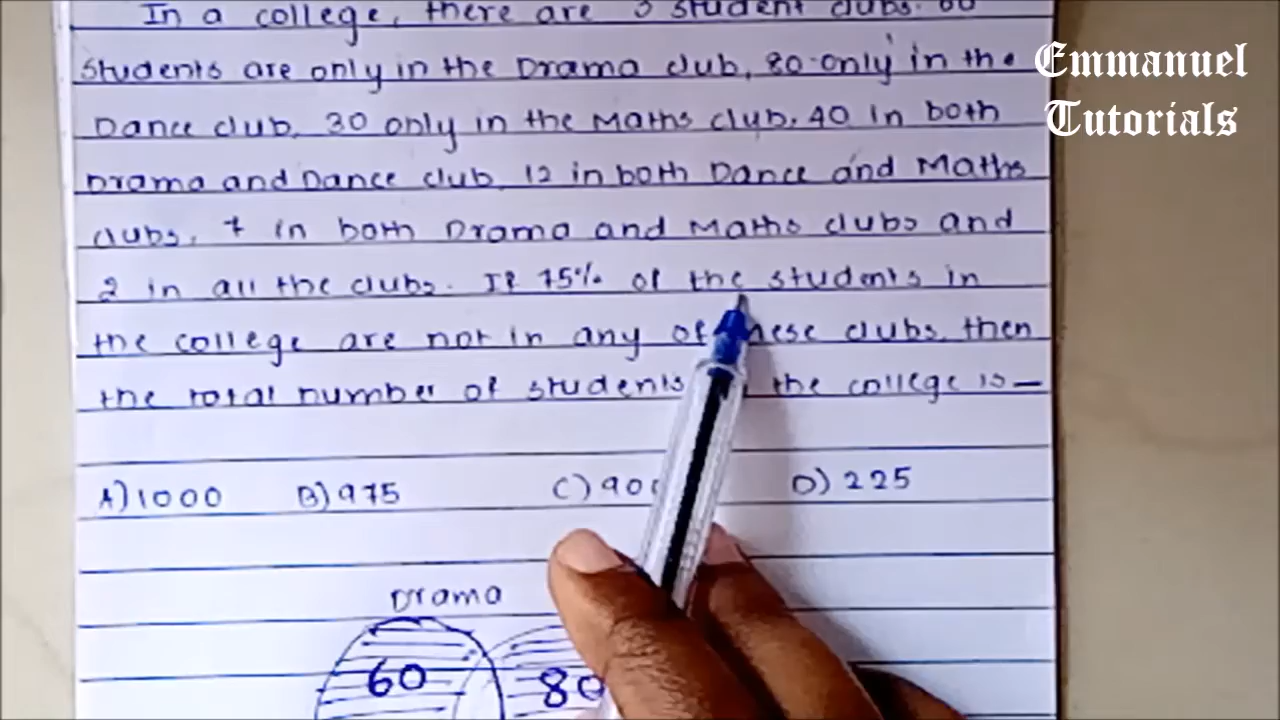 In a college, there are 3 student clubs. 60
students are only in the Drama club, 80 only in the
Dance club, 30 only in the Maths club, 40 in both
Drama and Dance club, 12 in both Dance and Maths
clubs, 7 in both Drama and Maths clubs and
2 in all the clubs. If 75% of the students in
the college are not in any of these clubs, then
the total number of students the college is —
A) 1000 B) 975 C) 900 D) 225
Drama
60 80
Emmanuel
Tutorials